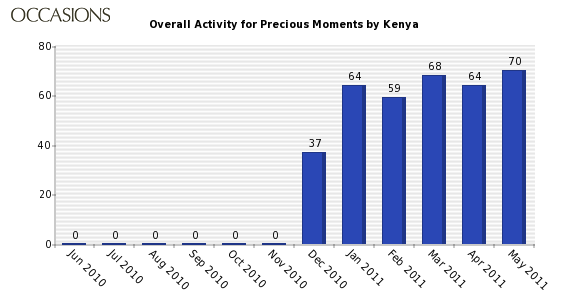 OCCASIONS
Overall Activity for Precious Moments by Kenya
80
60
40
20
0
0
0
0
0
0
0
37
64
59
68
64
70
Jun 2010
Jul 2010
Aug 2010
Sep 2010
Oct 2010
Nov 2010
Dec 2010
Jan 2011
Feb 2011
Mar 2011
Apr 2011
May 2011